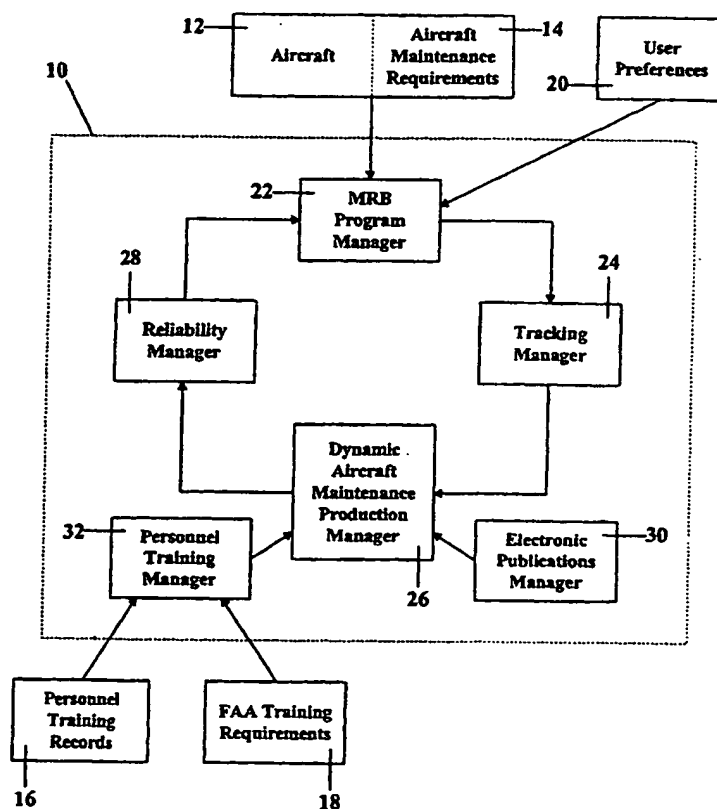 12
Aircraft
Aircraft
Maintenance
Requirements
14
User
Preferences
20
10
22
MRB
Program
Manager
28
Reliability
Manager
24
Tracking
Manager
Dynamic
Aircraft
Maintenance
Production
Manager
26
32
Personnel
Training
Manager
Electronic
Publications
Manager
30
Personnel
Training
Records
16
FAA Training
Requirements
18